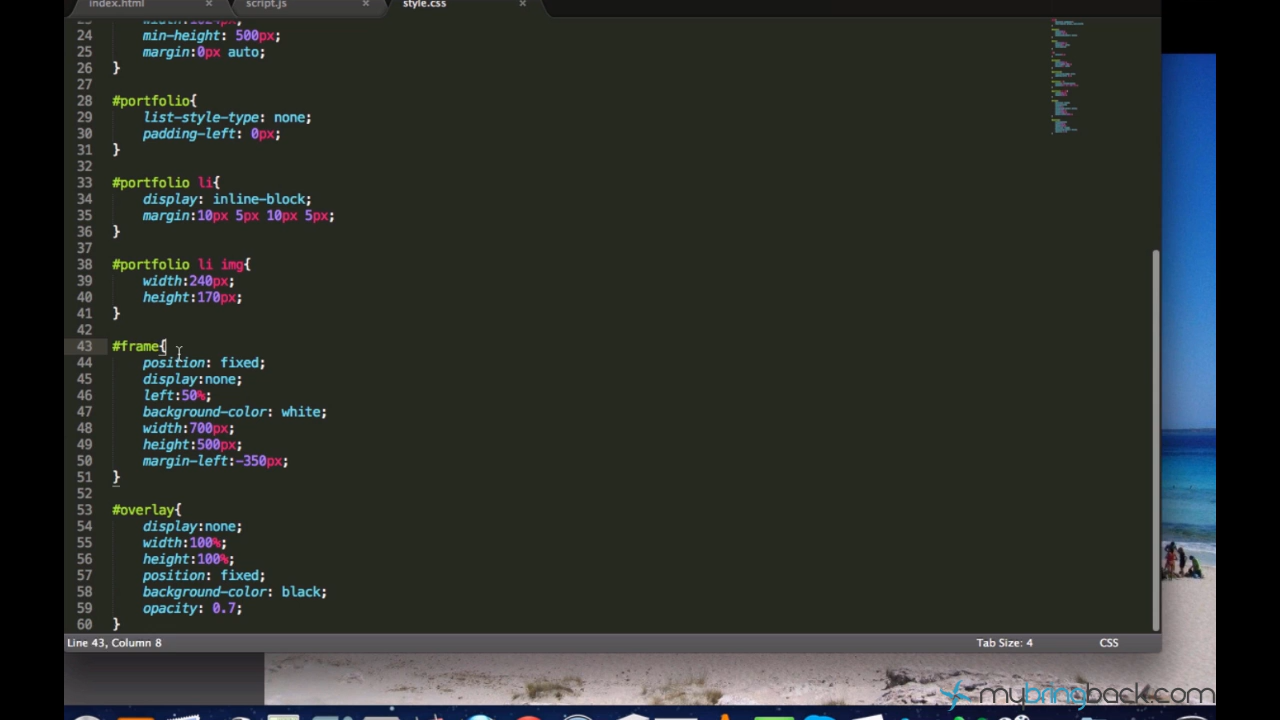 index.html × script.js × style.css ×
23 width:1024px;
24 min-height: 500px;
25 margin:0px auto;
26 }
27
28 #portfolio{
29 list-style-type: none;
30 padding-left: 0px;
31 }
32
33 #portfolio li{
34 display: inline-block;
35 margin:10px 5px 10px 5px;
36 }
37
38 #portfolio li img{
39 width:240px;
40 height:170px;
41 }
42
43 #frame{
44 position: fixed;
45 display:none;
46 left:50%;
47 background-color: white;
48 width:700px;
49 height:500px;
50 margin-left:-350px;
51 }
52
53 #overlay{
54 display:none;
55 width:100%;
56 height:100%;
57 position: fixed;
58 background-color: black;
59 opacity: 0.7;
60 }
Line 43, Column 8 Tab Size: 4 CSS
mybringback.com